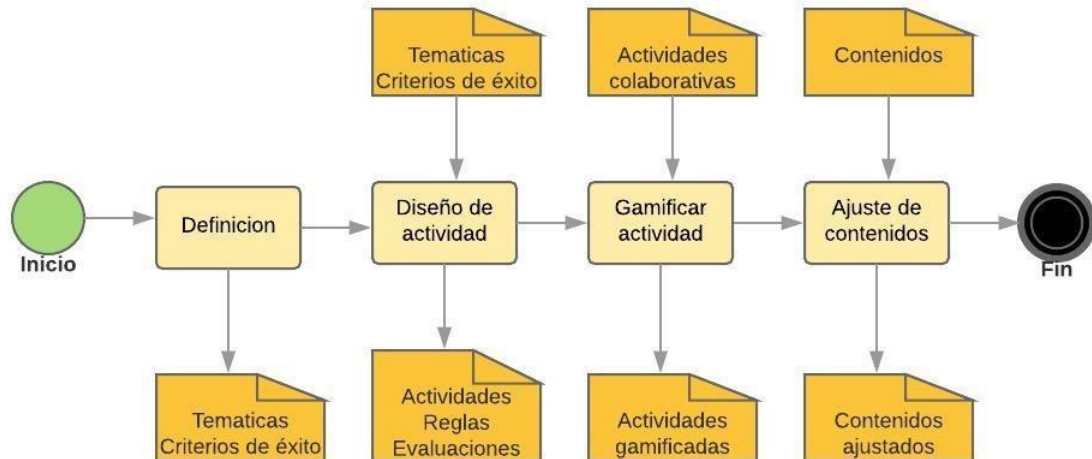 Tematicas
Criterios de éxito
Actividades
colaborativas
Contenidos
Inicio
Definicion
Diseño de
actividad
Gamificar
actividad
Ajuste de
contenidos
Fin
Tematicas
Criterios de éxito
Actividades
Reglas
Evaluaciones
Actividades
gamificadas
Contenidos
ajustados